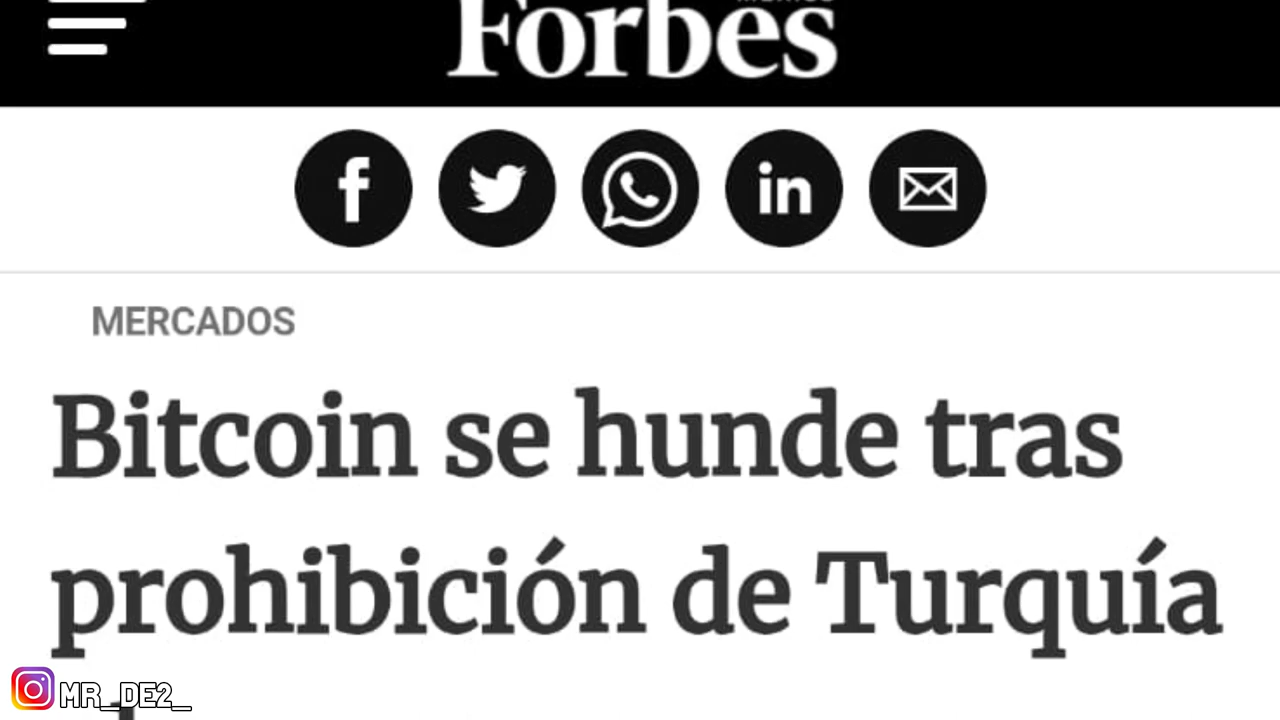 Forbes
MERCADOS
Bitcoin se hunde tras
prohibición de Turquía
MR_DE2_